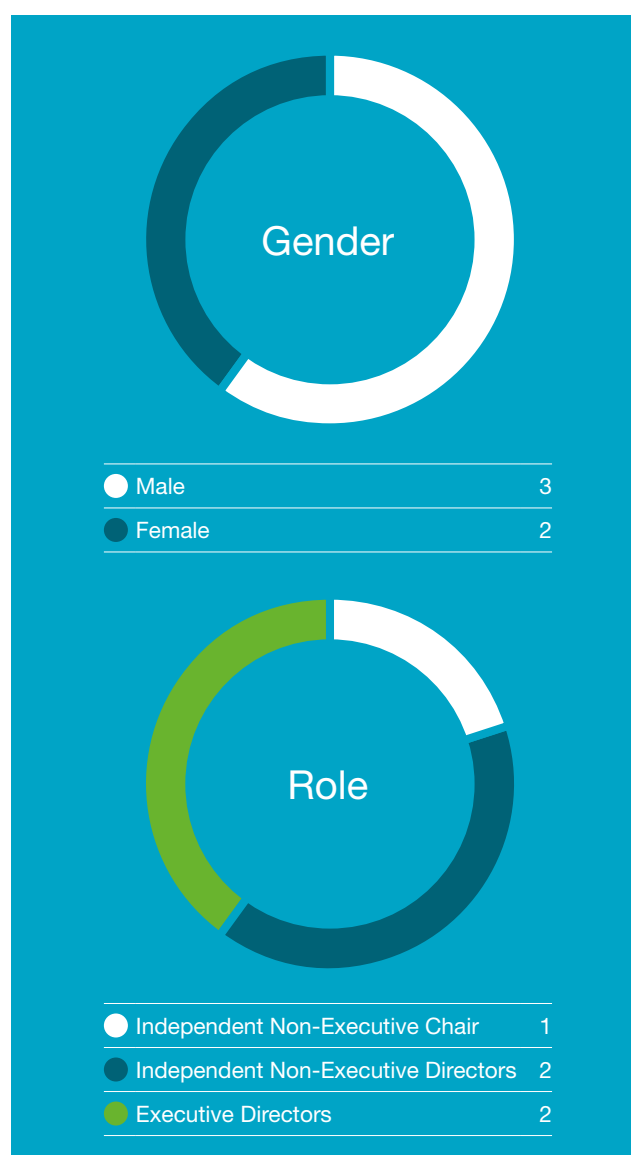 Gender
Male 3
Female 2
Role
Independent Non-Executive Chair 1
Independent Non-Executive Directors 2
Executive Directors 2